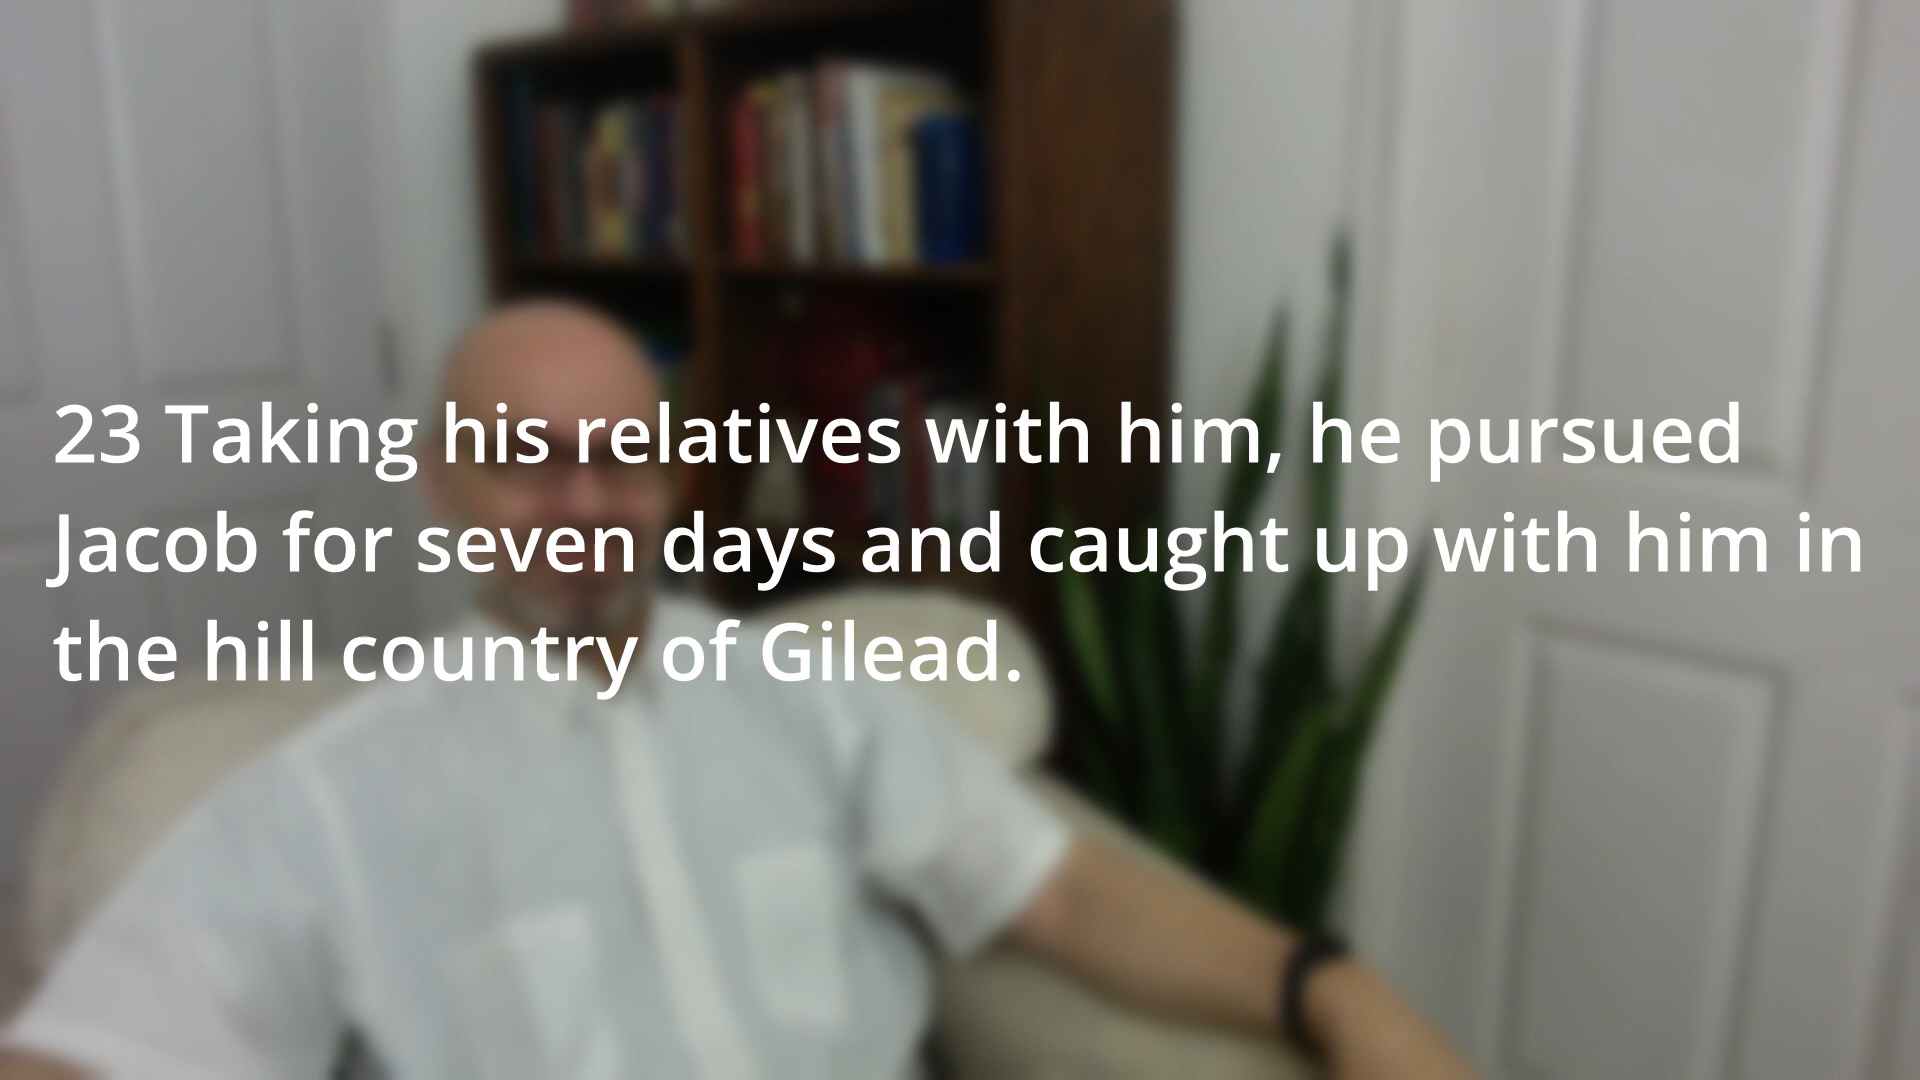 23 Taking his relatives with him, he pursued
Jacob for seven days and caught up with him in
the hill country of Gilead.